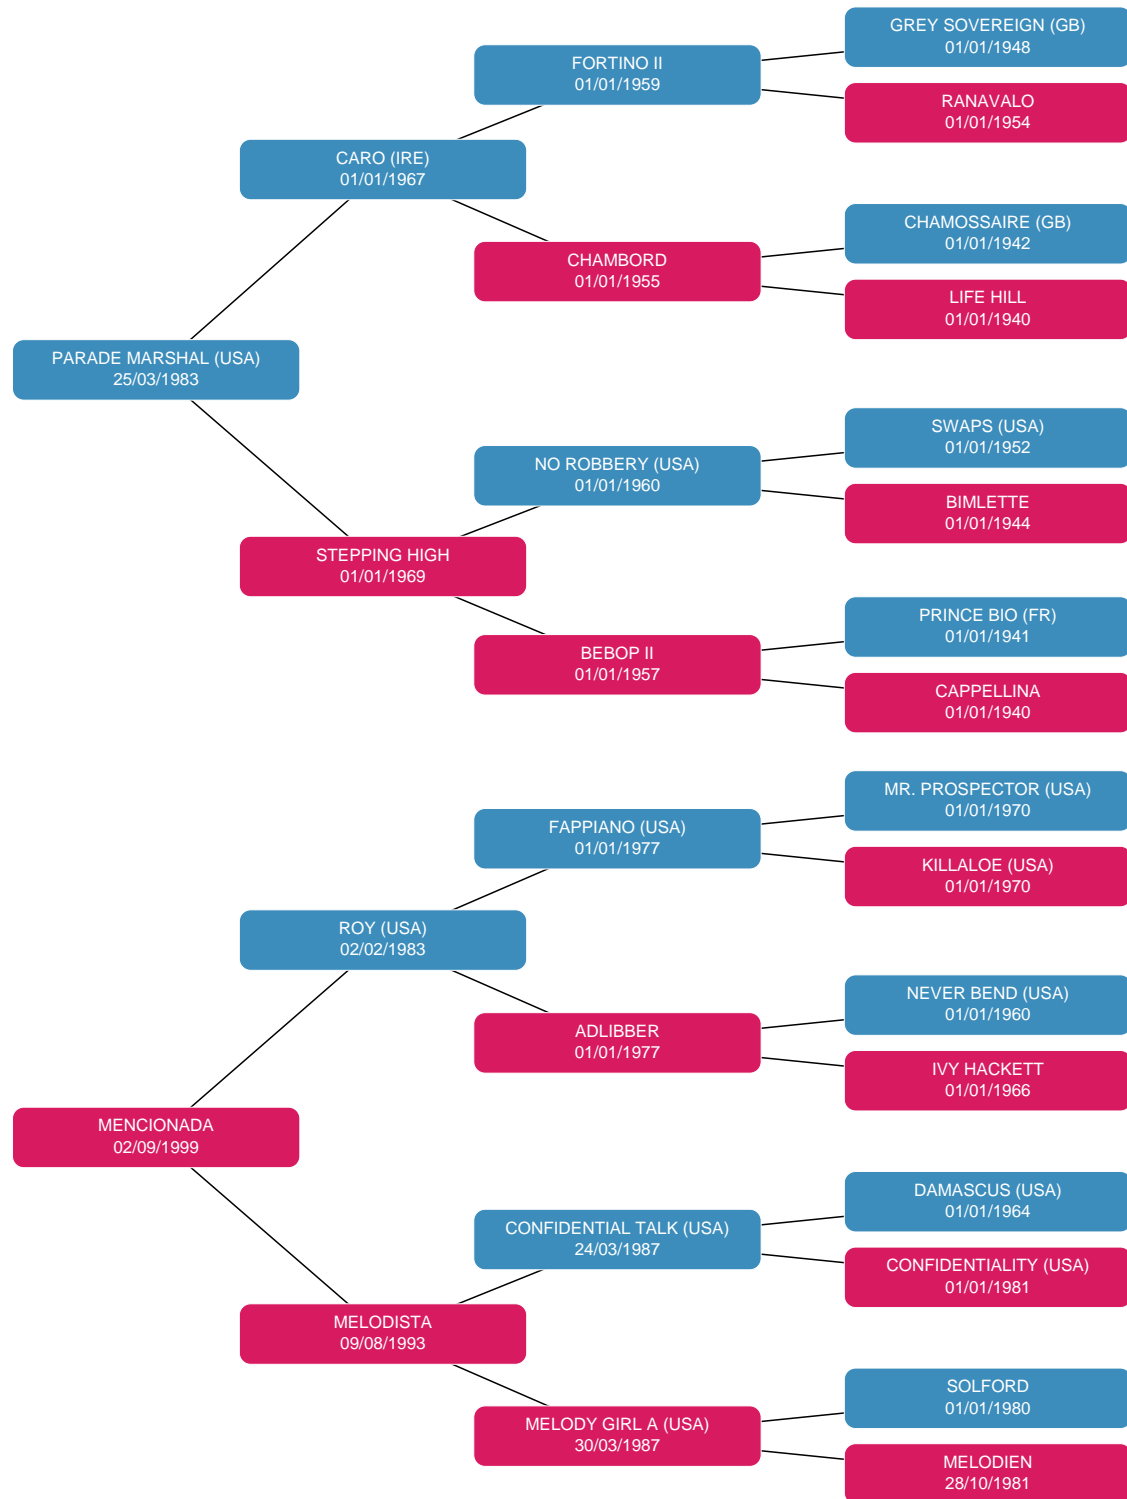 GREY SOVEREIGN (GB)
01/01/1948
FORTINO II
01/01/1959
RANAVALO
01/01/1954
CARO (IRE)
01/01/1967
CHAMOSSAIRE (GB)
01/01/1942
CHAMBORD
01/01/1955
LIFE HILL
01/01/1940
PARADE MARSHAL (USA)
25/03/1983
SWAPS (USA)
01/01/1952
NO ROBBERY (USA)
01/01/1960
BIMLETTE
01/01/1944
STEPPING HIGH
01/01/1969
PRINCE BIO (FR)
01/01/1941
BEBOP II
01/01/1957
CAPPELLINA
01/01/1940
MR. PROSPECTOR (USA)
01/01/1970
FAPPIANO (USA)
01/01/1977
KILLALOE (USA)
01/01/1970
ROY (USA)
02/02/1983
NEVER BEND (USA)
01/01/1960
ADLIBBER
01/01/1977
IVY HACKETT
01/01/1966
MENCIONADA
02/09/1999
DAMASCUS (USA)
01/01/1964
CONFIDENTIAL TALK (USA)
24/03/1987
CONFIDENTIALITY (USA)
01/01/1981
MELODISTA
09/08/1993
SOLFORD
01/01/1980
MELODY GIRL A (USA)
30/03/1987
MELODIEN
28/10/1981